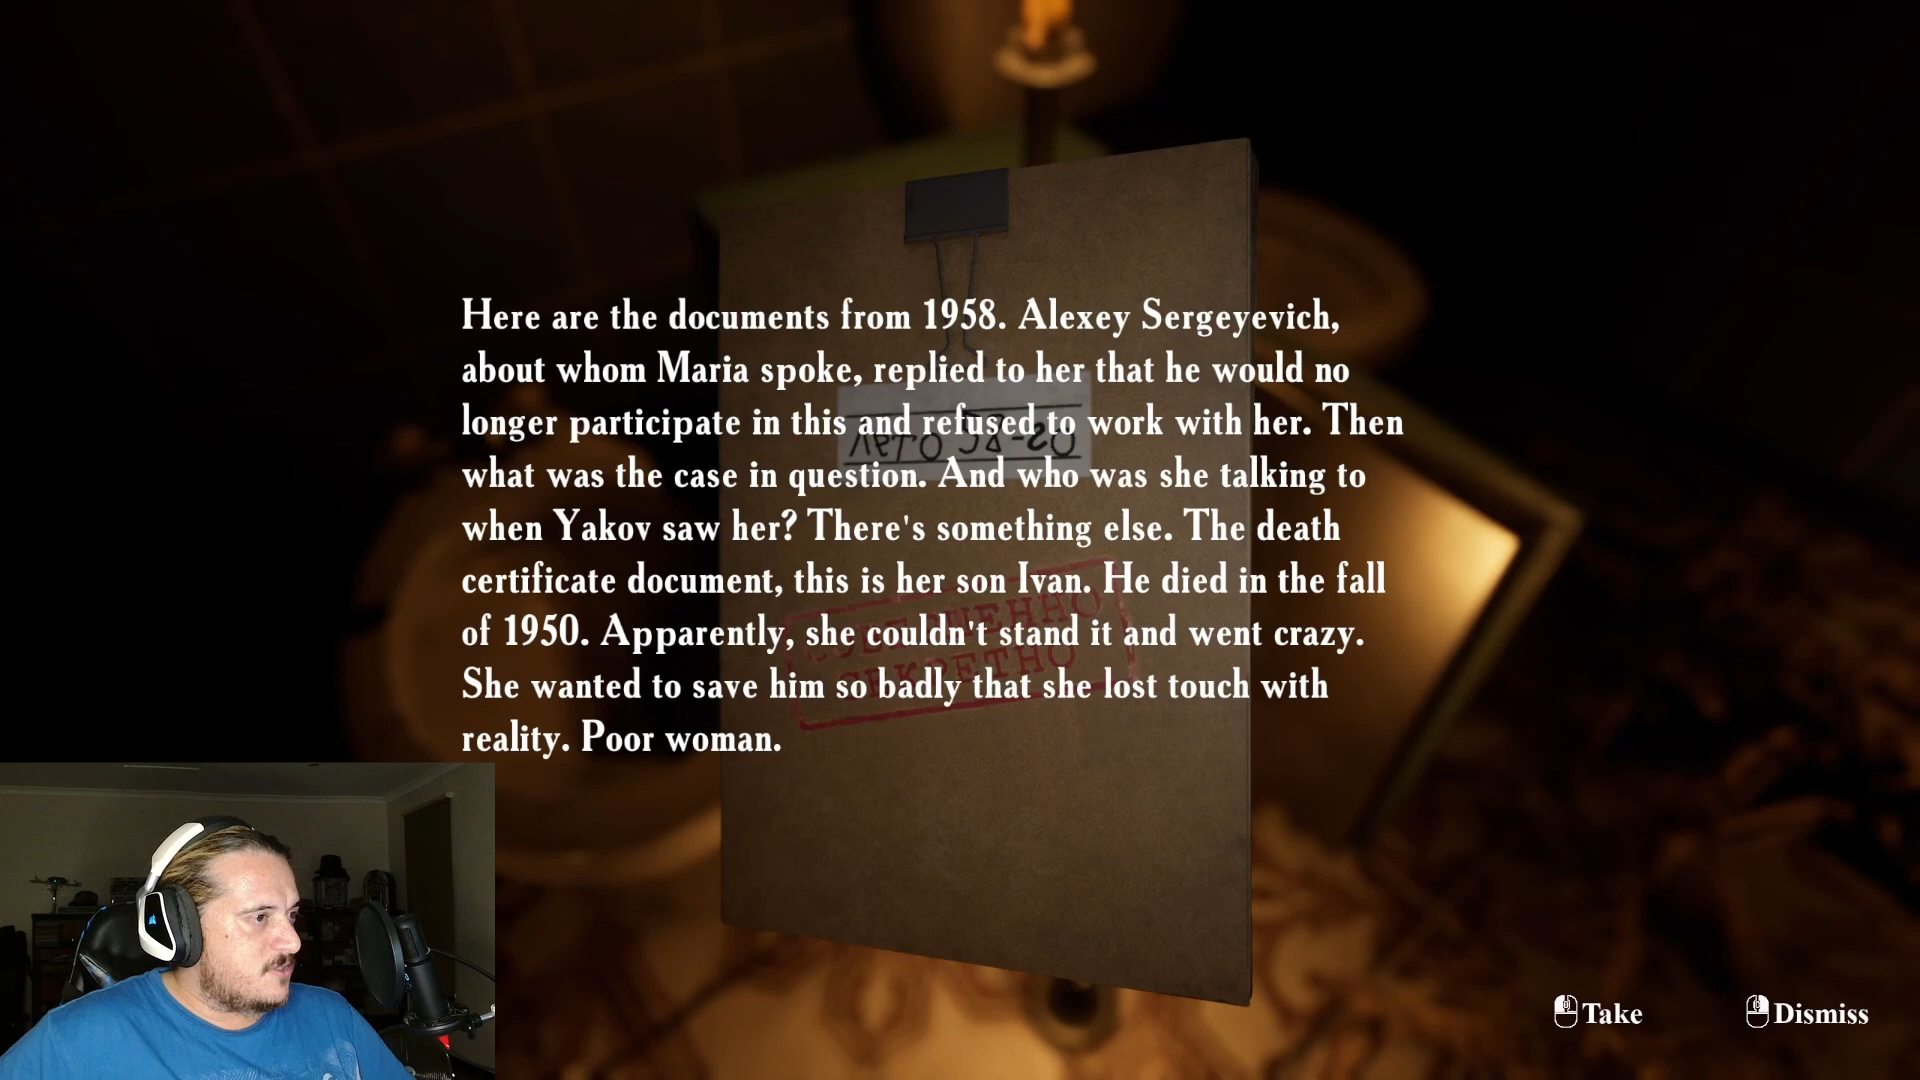 Here are the documents from 1958. Alexey Sergeyevich,
about whom Maria spoke, replied to her that he would no
longer participate in this and refused to work with her. Then
what was the case in question. And who was she talking to
when Yakov saw her? There's something else. The death
certificate document, this is her son Ivan. He died in the fall
of 1950. Apparently, she couldn't stand it and went crazy.
She wanted to save him so badly that she lost touch with
reality. Poor woman.
СОВЕРШЕННО
СЕКРЕТНО
Take
Dismiss